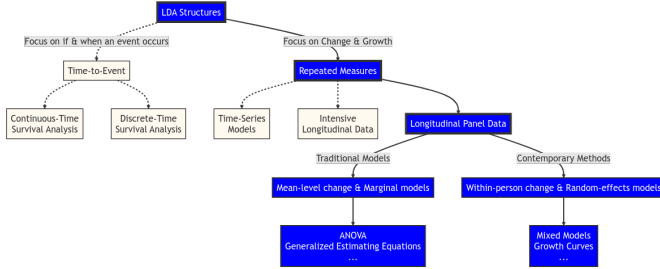 LDA Structures
Focus on if & when an event occurs
Focus on Change & Growth
Time-to-Event
Repeated Measures
Continuous-Time
Survival Analysis
Discrete-Time
Survival Analysis
Time-Series
Models
Intensive
Longitudinal Data
Longitudinal Panel Data
Traditional Models
Contemporary Methods
Mean-level change & Marginal models
Within-person change & Random-effects models
ANOVA
Generalized Estimating Equations
...
Mixed Models
Growth Curves
...